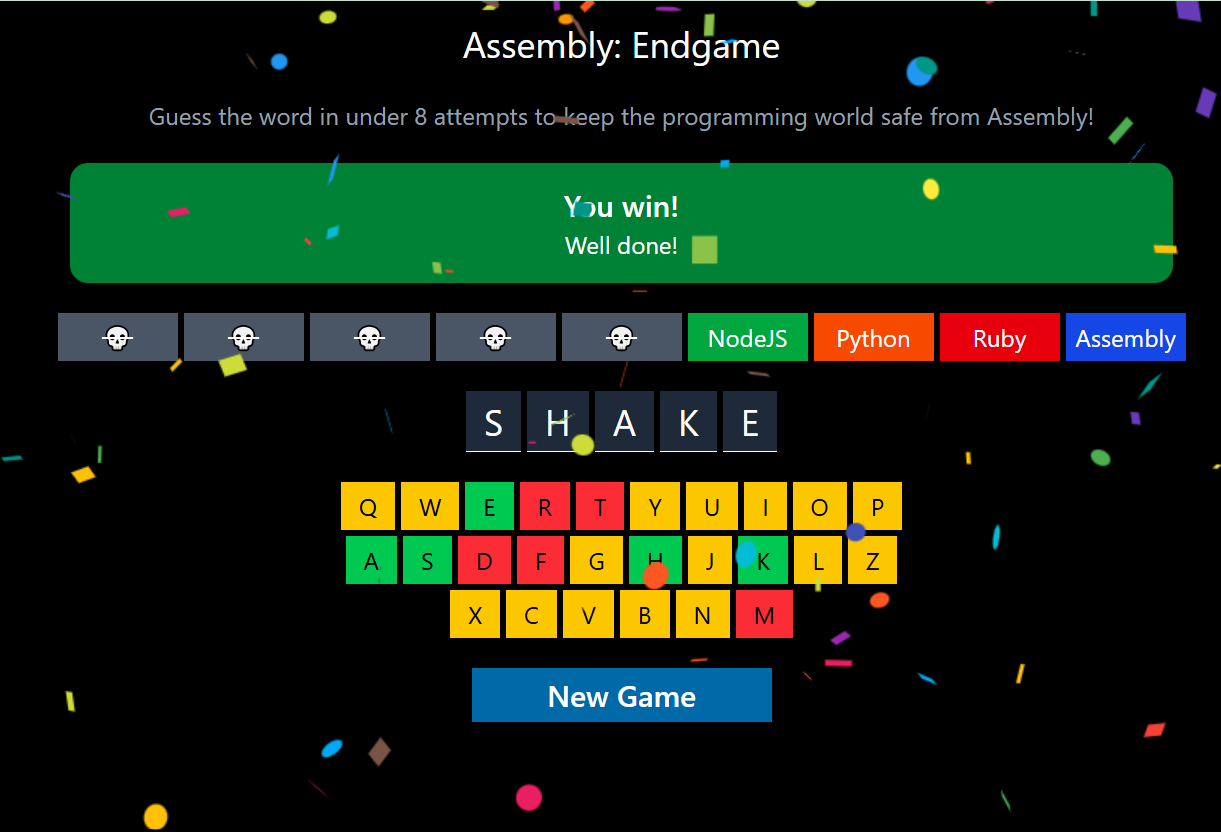 Assembly: Endgame
Guess the word in under 8 attempts to keep the programming world safe from Assembly!
You win!
Well done!
NodeJS Python Ruby Assembly
S H A K E
Q W E R T Y U I O P
A S D F G H J K L Z
X C V B N M
New Game